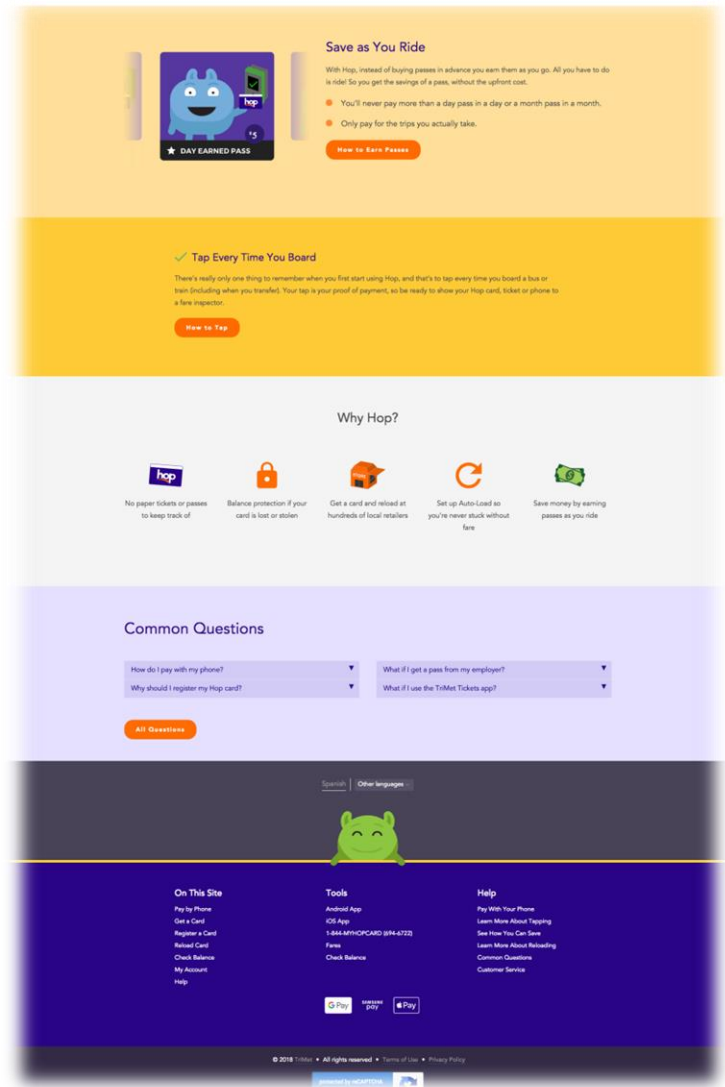 Save as You Ride
With Hop, instead of buying passes in advance you earn them as you go. All you have to do
is ride! So you get the savings of a pass, without the upfront cost.
You'll never pay more than a day pass in a day or a month pass in a month.
Only pay for the trips you actually take.
How to Earn Passes
hop
$5
★ DAY EARNED PASS
Tap Every Time You Board
There's really only one thing to remember when you first start using Hop, and that's to tap every time you board a bus or
train (including when you transfer). Your tap is your proof of payment, so be ready to show your Hop card, ticket or phone to
a fare inspector.
How to Tap
Why Hop?
hop
No paper tickets or passes
to keep track of
Balance protection if your
card is lost or stolen
Get a card and reload at
hundreds of local retailers
Set up Auto-Load so
you're never stuck without
fare
Save money by earning
passes as you ride
Common Questions
How do I pay with my phone?
What if I get a pass from my employer?
Why should I register my Hop card?
What if I use the TriMet Tickets app?
All Questions
Spanish
Other languages
On This Site
Pay by Phone
Get a Card
Register a Card
Reload Card
Check Balance
My Account
Help
Tools
Android App
iOS App
1-844-MYHOPCARD (694-6722)
Fares
Check Balance
Help
Pay With Your Phone
Learn More About Tapping
See How You Can Save
Learn More About Reloading
Common Questions
Customer Service
G Pay
SAMSUNG
pay
Pay
© 2018 TriMet • All rights reserved • Terms of Use • Privacy Policy
protected by reCAPTCHA